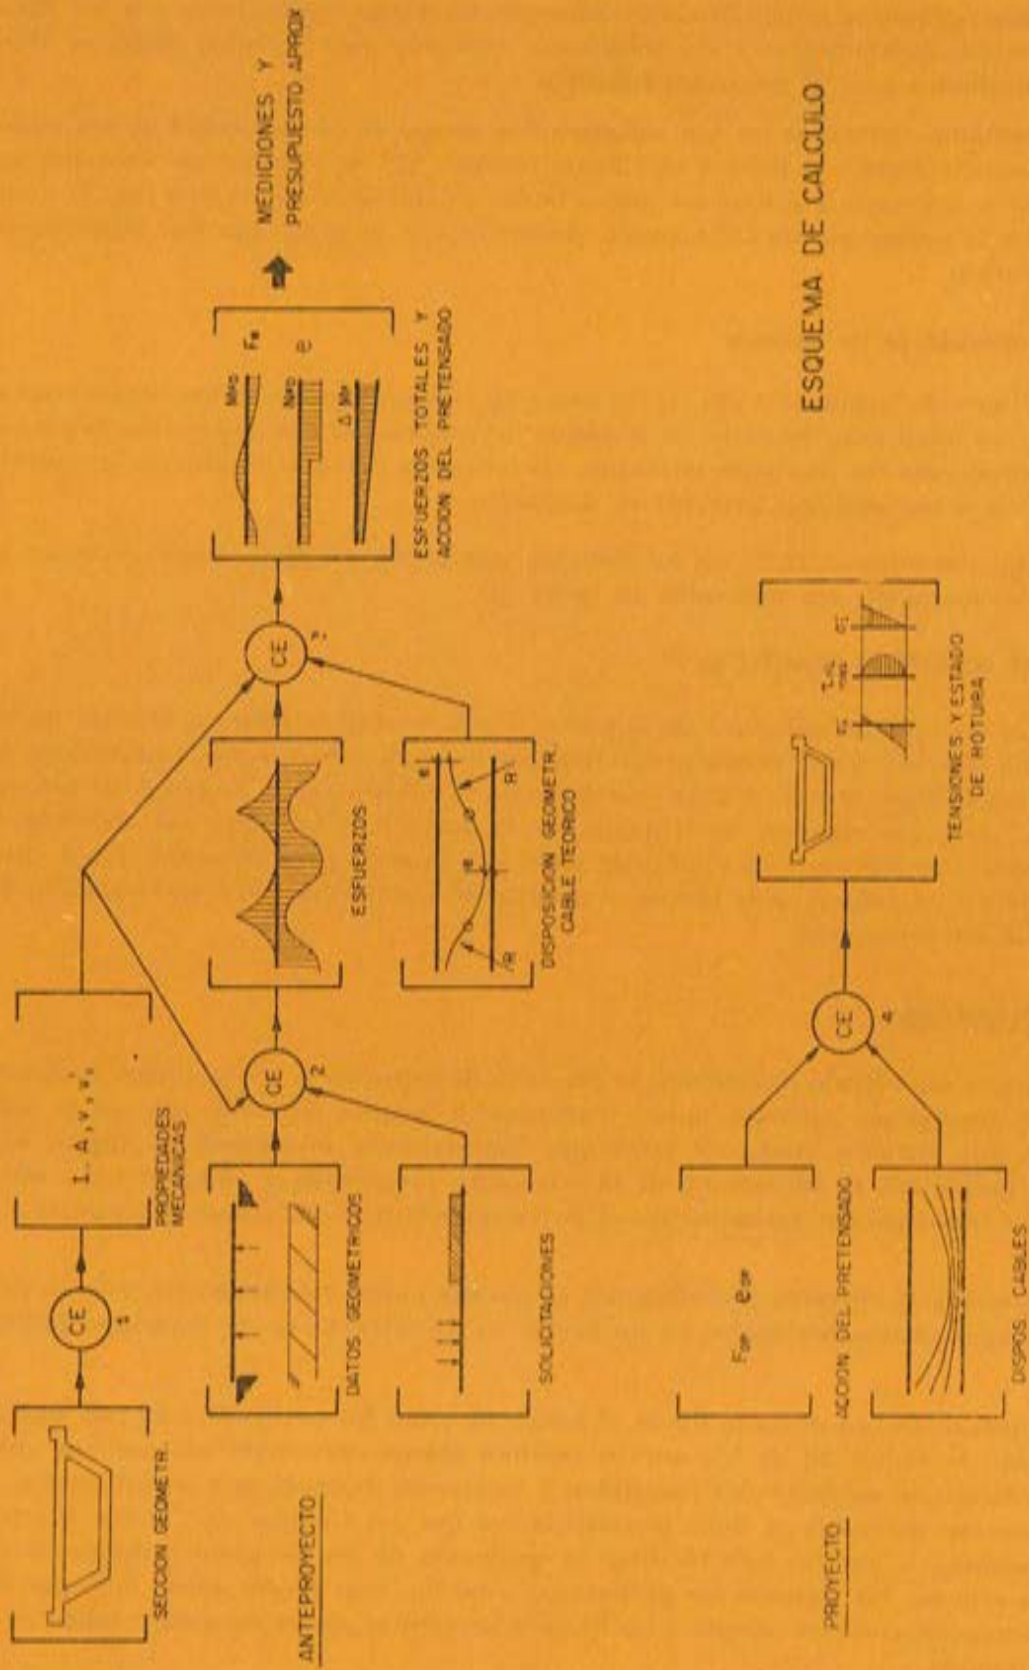 SECCION GEOMETR.
CE
1
I, A, v, v',
PROPIEDADES
MECANICAS
ANTEPROYECTO
DATOS GEOMETRICOS
SOLICITACIONES
CE
2
ESFUERZOS
R
e
e
R'
DISPOSICION GEOMETR.
CABLE TEORICO
CE
e
ESFUERZOS TOTALES Y
ACCION DEL PRETENSADO
MEDICIONES Y
PRESUPUESTO APROX
PROYECTO
ACCION DEL PRETENSADO
DISPOS. CABLES
CE
4
TENSIONES Y ESTADO
DE ROTURA
ESQUEMA DE CALCULO